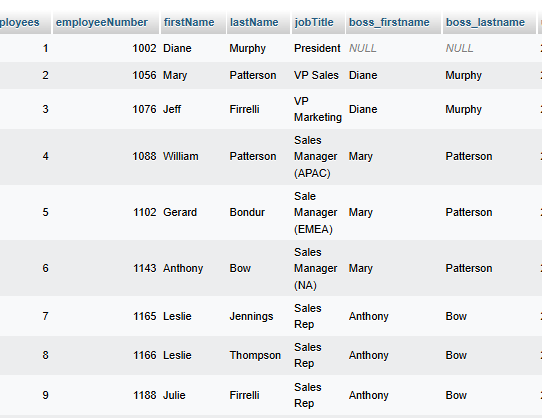 ployees employeeNumber firstName lastName jobTitle boss_firstname boss_lastname
1 1002 Diane Murphy President NULL NULL
2 1056 Mary Patterson VP Sales Diane Murphy
3 1076 Jeff Firrelli VP Marketing Diane Murphy
4 1088 William Patterson Sales Manager (APAC) Mary Patterson
5 1102 Gerard Bondur Sale Manager (EMEA) Mary Patterson
6 1143 Anthony Bow Sales Manager (NA) Mary Patterson
7 1165 Leslie Jennings Sales Rep Anthony Bow
8 1166 Leslie Thompson Sales Rep Anthony Bow
9 1188 Julie Firrelli Sales Rep Anthony Bow